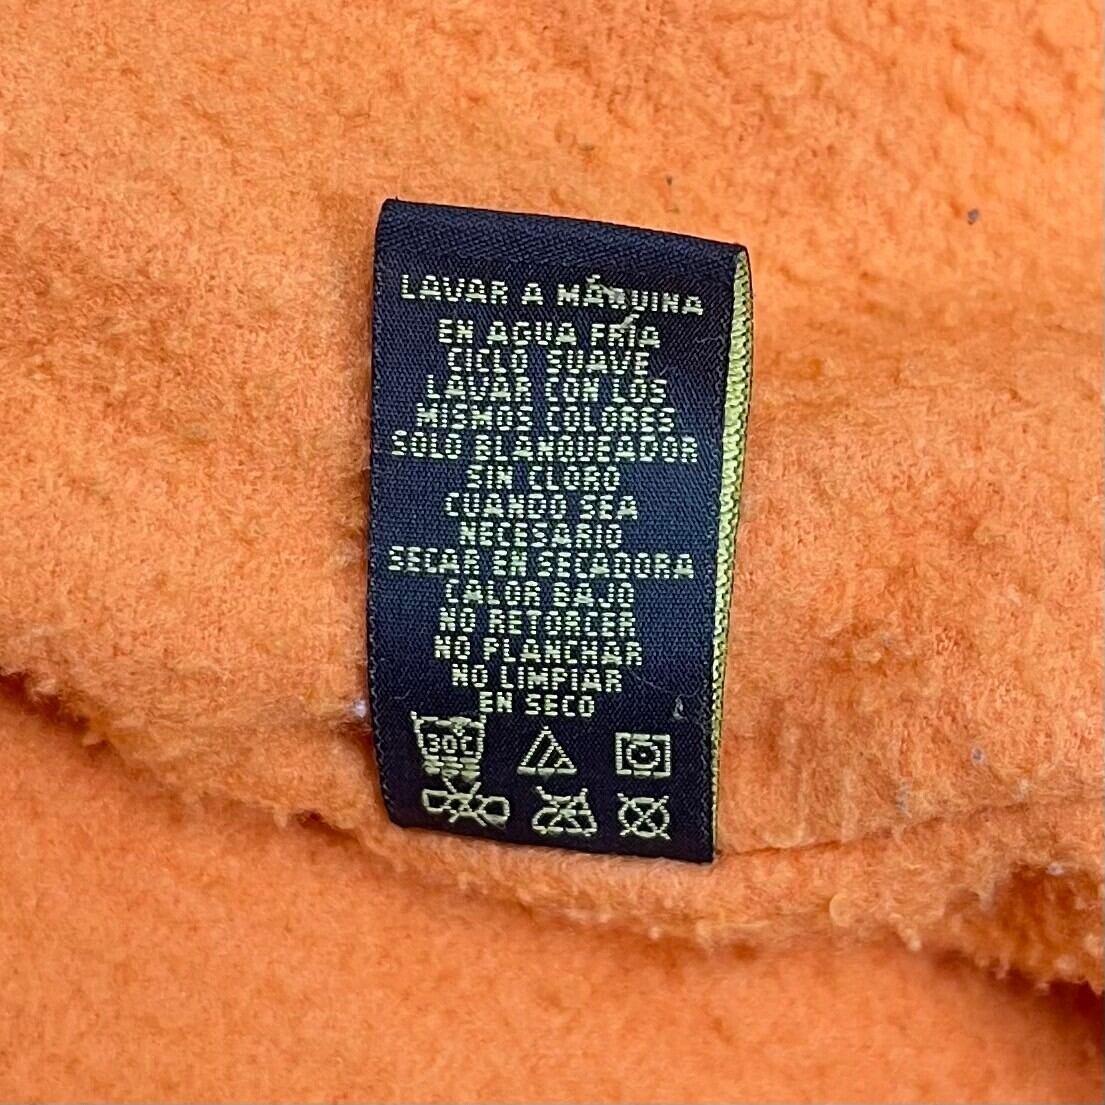 LAVAR A MÁQUINA
EN AGUA FRÍA
CICLO SUAVE
LAVAR CON LOS
MISMOS COLORES
SOLO BLANQUEADOR
SIN CLORO
CUANDO SEA
NECESARIO
SECAR EN SECADORA
CALOR BAJO
NO RETORCER
NO PLANCHAR
NO LIMPIAR
EN SECO
30C